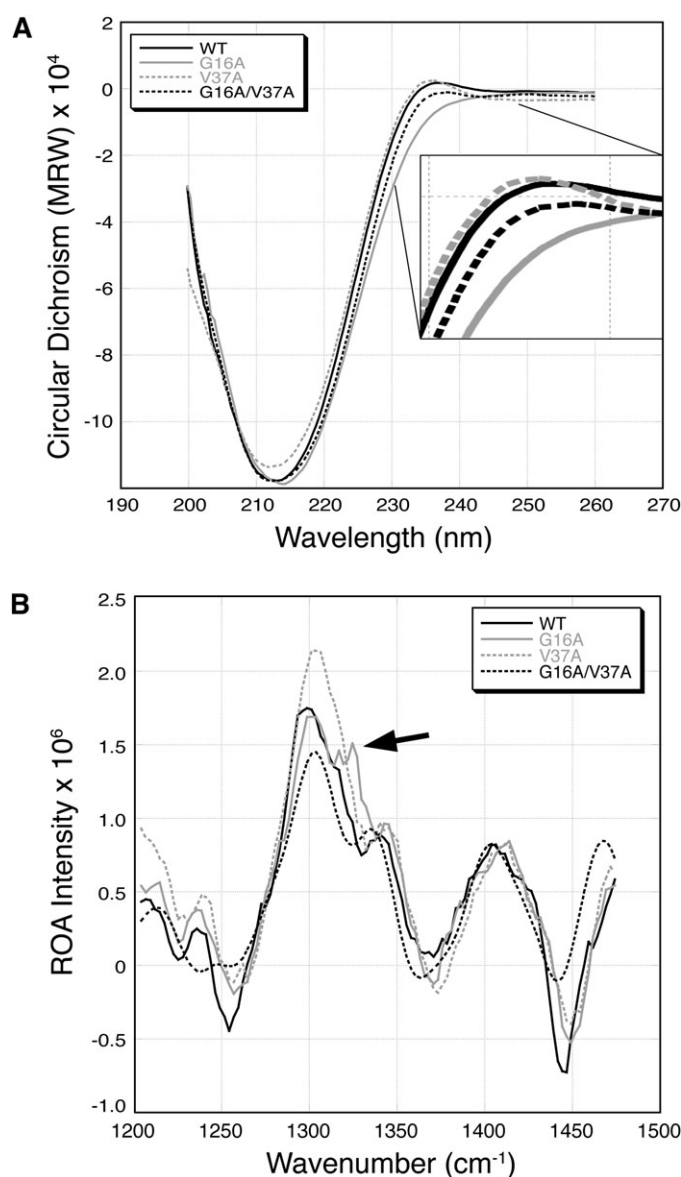 A
Circular Dichroism (MRW) x 10⁴
2
0
-2
-4
-6
-8
-10
WT
G16A
V37A
G16A/V37A
190 200 210 220 230 240 250 260 270
Wavelength (nm)
B
ROA Intensity x 10⁶
2.5
2.0
1.5
1.0
0.5
0
-0.5
-1.0
WT
G16A
V37A
G16A/V37A
1200 1250 1300 1350 1400 1450 1500
Wavenumber (cm⁻¹)